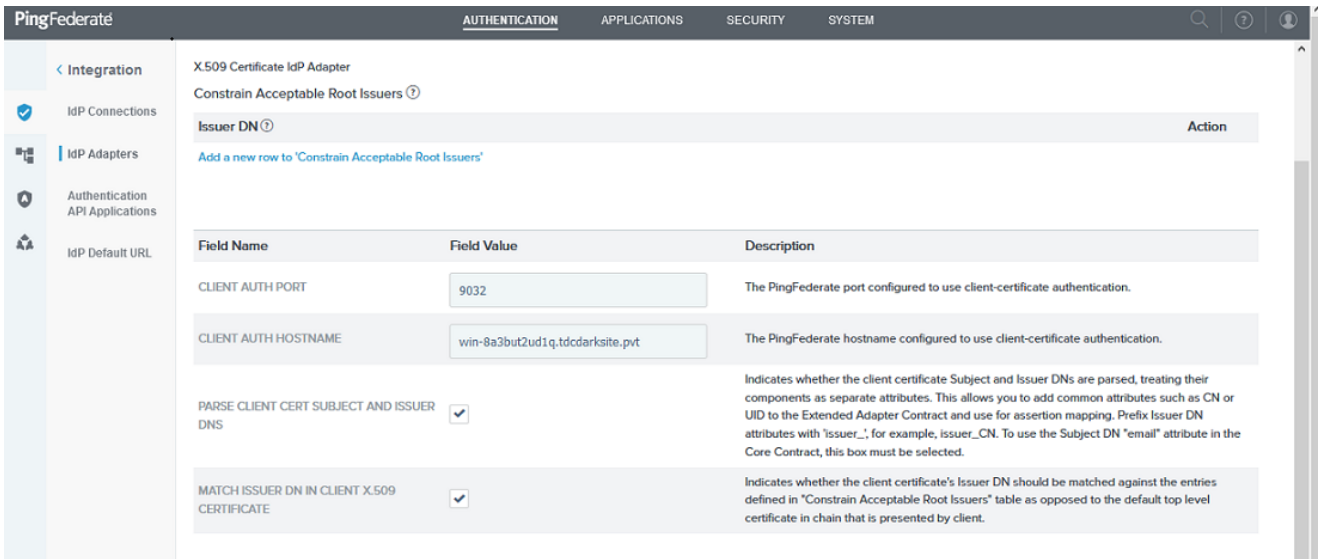 PingFederate
AUTHENTICATION
APPLICATIONS
SECURITY
SYSTEM
Integration
IdP Connections
IdP Adapters
Authentication
API Applications
IdP Default URL
X.509 Certificate IdP Adapter
Constrain Acceptable Root Issuers ?
Issuer DN ?
Action
Add a new row to 'Constrain Acceptable Root Issuers'
Field Name
Field Value
Description
CLIENT AUTH PORT
9032
The PingFederate port configured to use client-certificate authentication.
CLIENT AUTH HOSTNAME
win-8a3but2ud1q.tdcdarksite.pvt
The PingFederate hostname configured to use client-certificate authentication.
PARSE CLIENT CERT SUBJECT AND ISSUER
DNS
Indicates whether the client certificate Subject and Issuer DNs are parsed, treating their
components as separate attributes. This allows you to add common attributes such as CN or
UID to the Extended Adapter Contract and use for assertion mapping. Prefix Issuer DN
attributes with 'issuer_', for example, issuer_CN. To use the Subject DN "email" attribute in the
Core Contract, this box must be selected.
MATCH ISSUER DN IN CLIENT X.509
CERTIFICATE
Indicates whether the client certificate's Issuer DN should be matched against the entries
defined in "Constrain Acceptable Root Issuers" table as opposed to the default top level
certificate in chain that is presented by client.